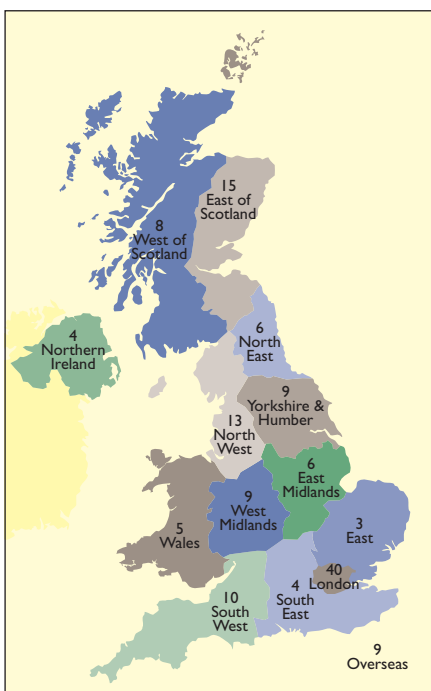 15
East of
Scotland
8
West of
Scotland
6
North
East
4
Northern
Ireland
9
Yorkshire &
Humber
13
North
West
6
East
Midlands
9
West
Midlands
5
Wales
3
East
40
London
4
South
East
10
South
West
9
Overseas